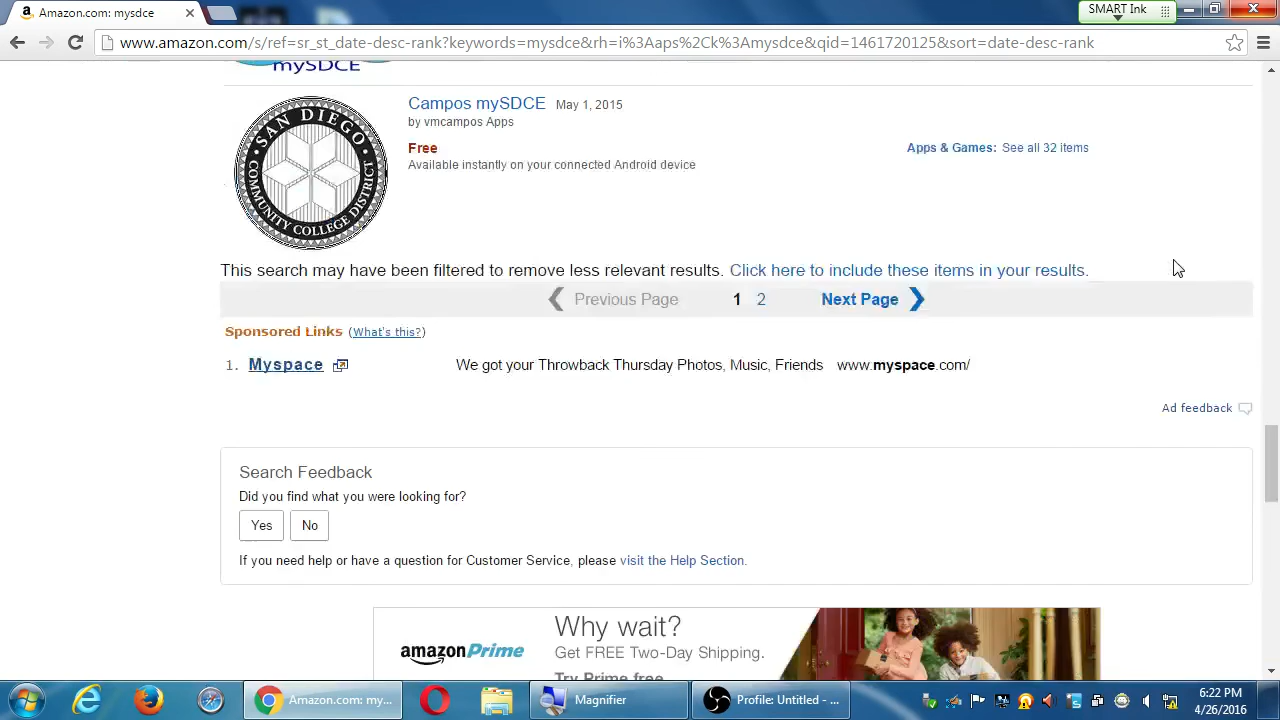 Amazon.com: mysdce
SMART Ink
www.amazon.com/s/ref=sr_st_date-desc-rank?keywords=mysdce&rh=i%3Aaps%2Ck%3Amysdce&qid=1461720125&sort=date-desc-rank
mySDCE
SAN DIEGO
COMMUNITY COLLEGE DISTRICT
Campos mySDCE May 1, 2015
by vmcampos Apps
Free
Available instantly on your connected Android device
Apps & Games: See all 32 items
This search may have been filtered to remove less relevant results. Click here to include these items in your results.
Previous Page 1 2 Next Page
Sponsored Links (What's this?)
1. Myspace We got your Throwback Thursday Photos, Music, Friends www.myspace.com/
Ad feedback
Search Feedback
Did you find what you were looking for?
Yes No
If you need help or have a question for Customer Service, please visit the Help Section.
amazonPrime
Why wait?
Get FREE Two-Day Shipping.
Try Prime free
Amazon.com: my...
Magnifier
Profile: Untitled - ...
6:22 PM
4/26/2016